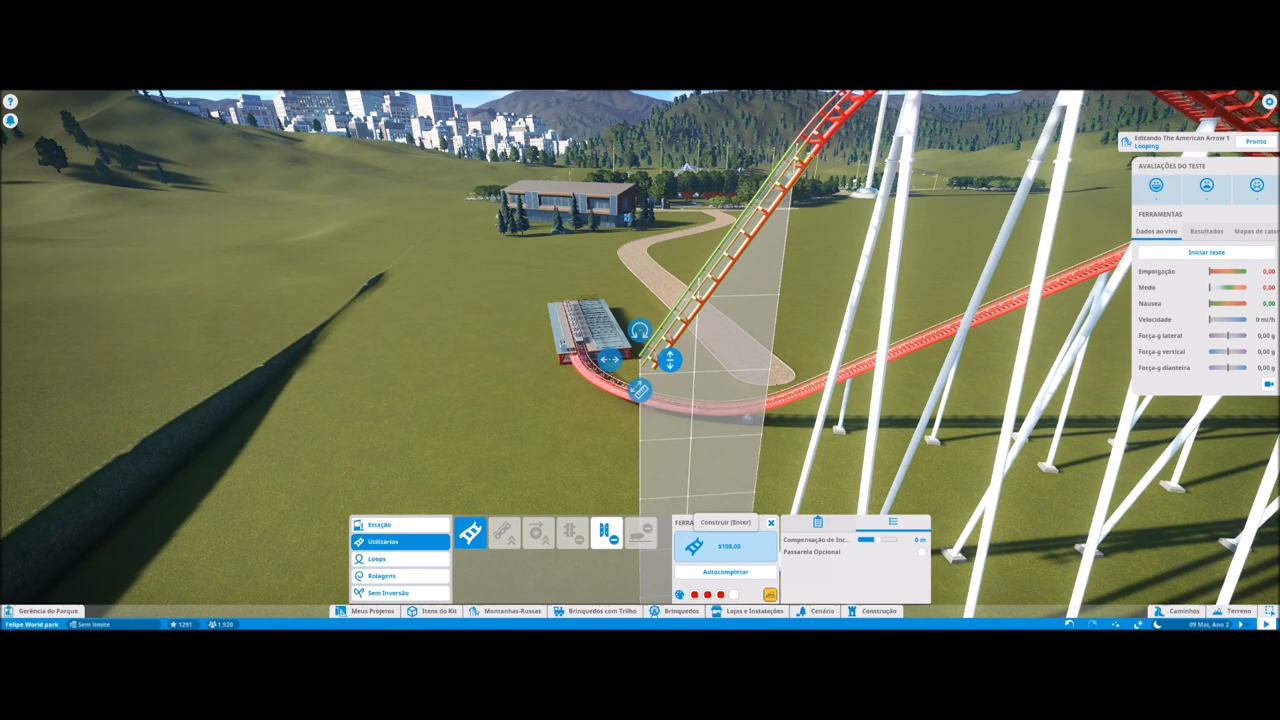 ?
Editando The American Arrow 1
Looping
Pronto
AVALIAÇÕES DO TESTE
-
-
-
FERRAMENTAS
Dados ao vivo
Resultados
Mapas de calor
Iniciar teste
Empolgação 0,00
Medo 0,00
Náusea 0,00
Velocidade 0 mi/h
Força-g lateral 0,00 g
Força-g vertical 0,00 g
Força-g dianteira 0,00 g
Estação
Utilitários
Loops
Rolagens
Sem Inversão
FERRA
Construir [Enter]
$108,00
Autocompletar
Compensação de Inc... 0 m
Passarela Opcional
Gerência do Parque
Meus Projetos
Itens do Kit
Montanhas-Russas
Brinquedos com Trilho
Brinquedos
Lojas e Instalações
Cenário
Construção
Caminhos
Terreno
Felipe World park
Sem limite
1291
1.920
09 Mai, Ano 2